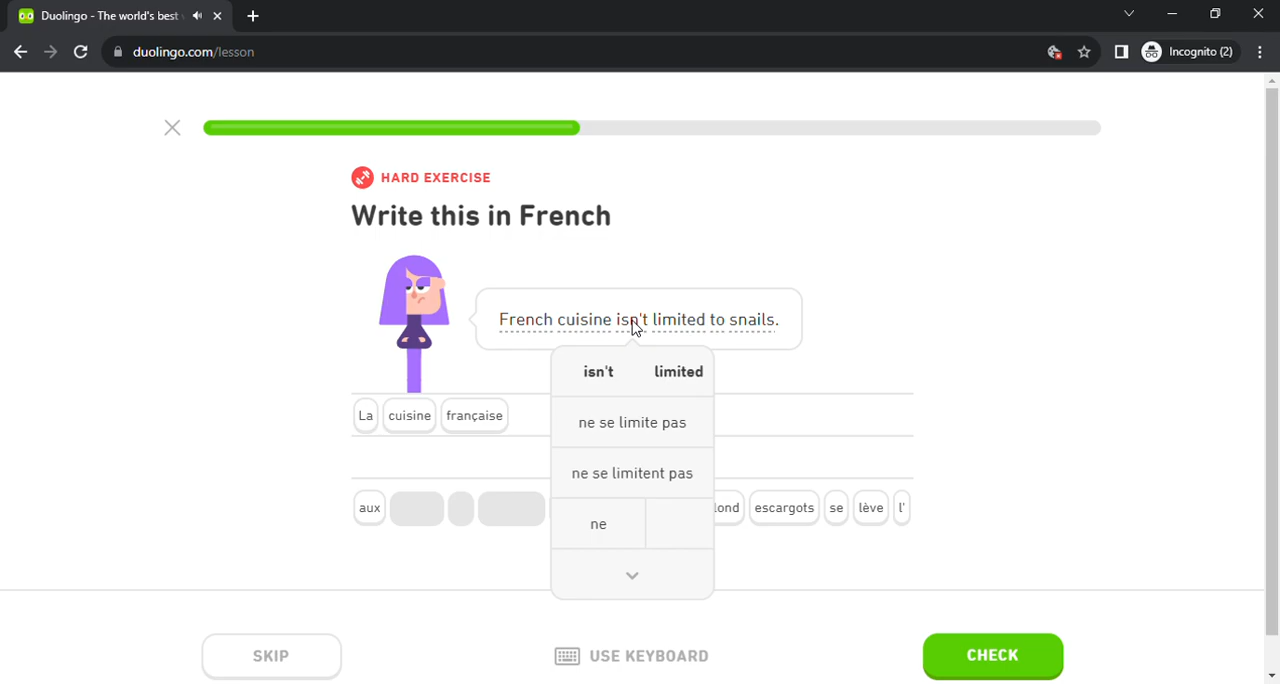 Duolingo - The world's best
duolingo.com/lesson
Incognito (2)
HARD EXERCISE
Write this in French
French cuisine isn't limited to snails.
isn't limited
ne se limite pas
ne se limitent pas
ne
La cuisine française
aux escargots se lève l'
SKIP
USE KEYBOARD
CHECK